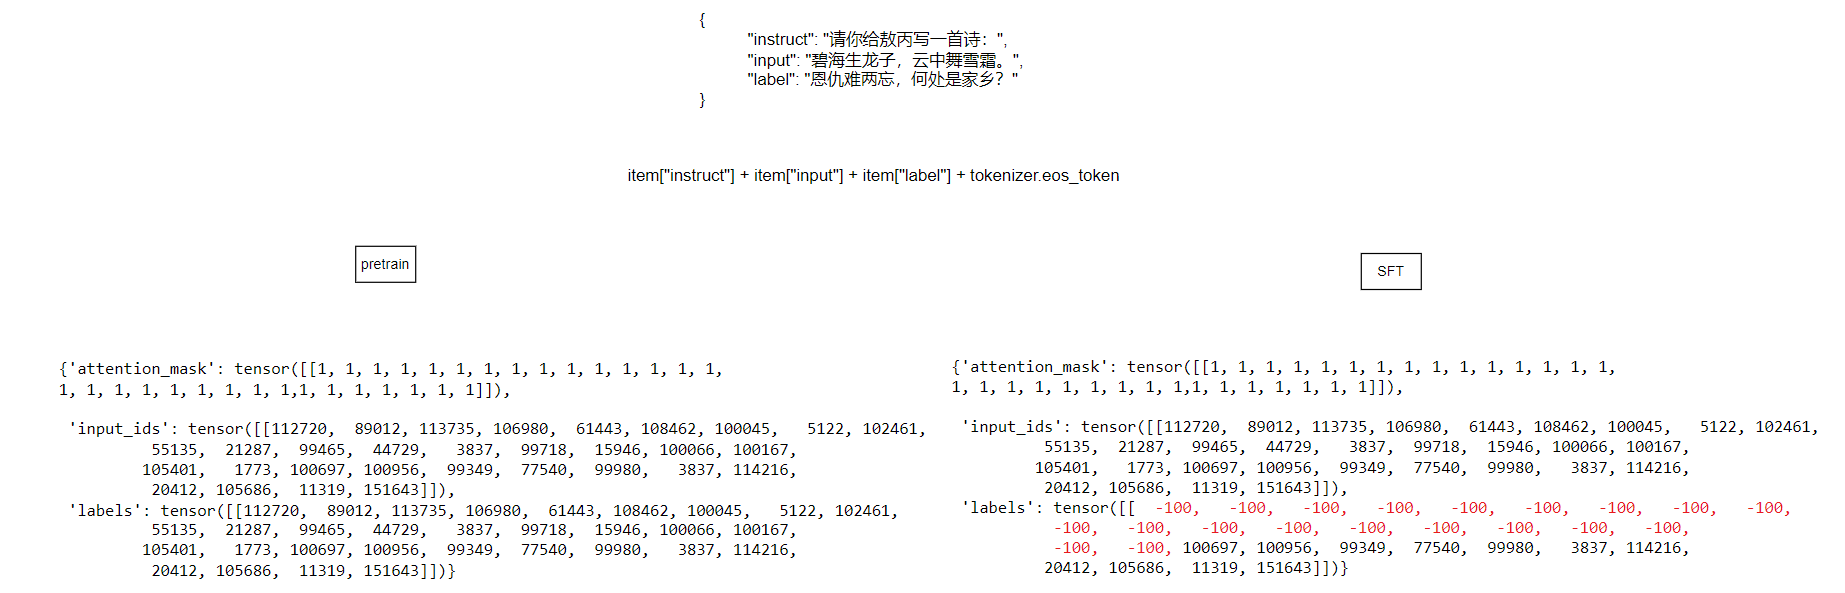 {
"instruct": "请你给敖丙写一首诗：",
"input": "碧海生龙子，云中舞雪霜。",
"label": "恩仇难两忘，何处是家乡？"
}
item["instruct"] + item["input"] + item["label"] + tokenizer.eos_token
pretrain
{'attention_mask': tensor([[1, 1, 1, 1, 1, 1, 1, 1, 1, 1, 1, 1, 1, 1, 1,
1, 1, 1, 1, 1, 1, 1, 1, 1,1, 1, 1, 1, 1, 1, 1]]),
'input_ids': tensor([[112720, 89012, 113735, 106980, 61443, 108462, 100045, 5122, 102461,
55135, 21287, 99465, 44729, 3837, 99718, 15946, 100066, 100167,
105401, 1773, 100697, 100956, 99349, 77540, 99980, 3837, 114216,
20412, 105686, 11319, 151643]]),
'labels': tensor([[112720, 89012, 113735, 106980, 61443, 108462, 100045, 5122, 102461,
55135, 21287, 99465, 44729, 3837, 99718, 15946, 100066, 100167,
105401, 1773, 100697, 100956, 99349, 77540, 99980, 3837, 114216,
20412, 105686, 11319, 151643]])}
SFT
{'attention_mask': tensor([[1, 1, 1, 1, 1, 1, 1, 1, 1, 1, 1, 1, 1, 1, 1,
1, 1, 1, 1, 1, 1, 1, 1, 1,1, 1, 1, 1, 1, 1, 1]]),
'input_ids': tensor([[112720, 89012, 113735, 106980, 61443, 108462, 100045, 5122, 102461,
55135, 21287, 99465, 44729, 3837, 99718, 15946, 100066, 100167,
105401, 1773, 100697, 100956, 99349, 77540, 99980, 3837, 114216,
20412, 105686, 11319, 151643]]),
'labels': tensor([[ -100, -100, -100, -100, -100, -100, -100, -100, -100,
-100, -100, -100, -100, -100, -100, -100, -100, -100,
-100, -100, 100697, 100956, 99349, 77540, 99980, 3837, 114216,
20412, 105686, 11319, 151643]])}